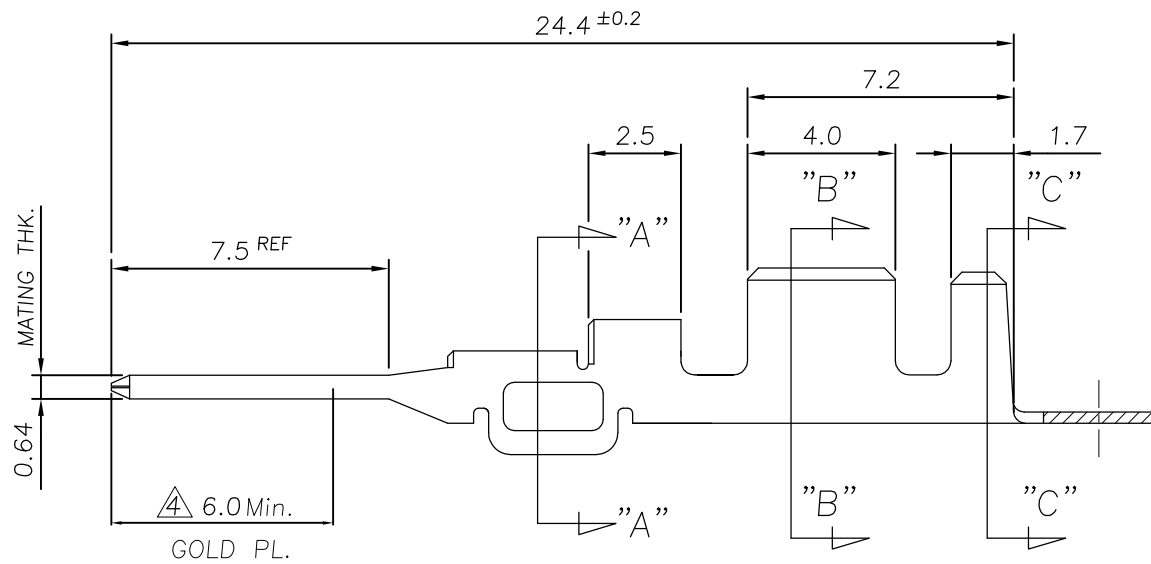 24.4 ±0.2
7.2
2.5
4.0
1.7
"B"
"C"
"A"
7.5 REF
MATING THK.
0.64
4 6.0 Min.
GOLD PL.
"A"
"B"
"C"